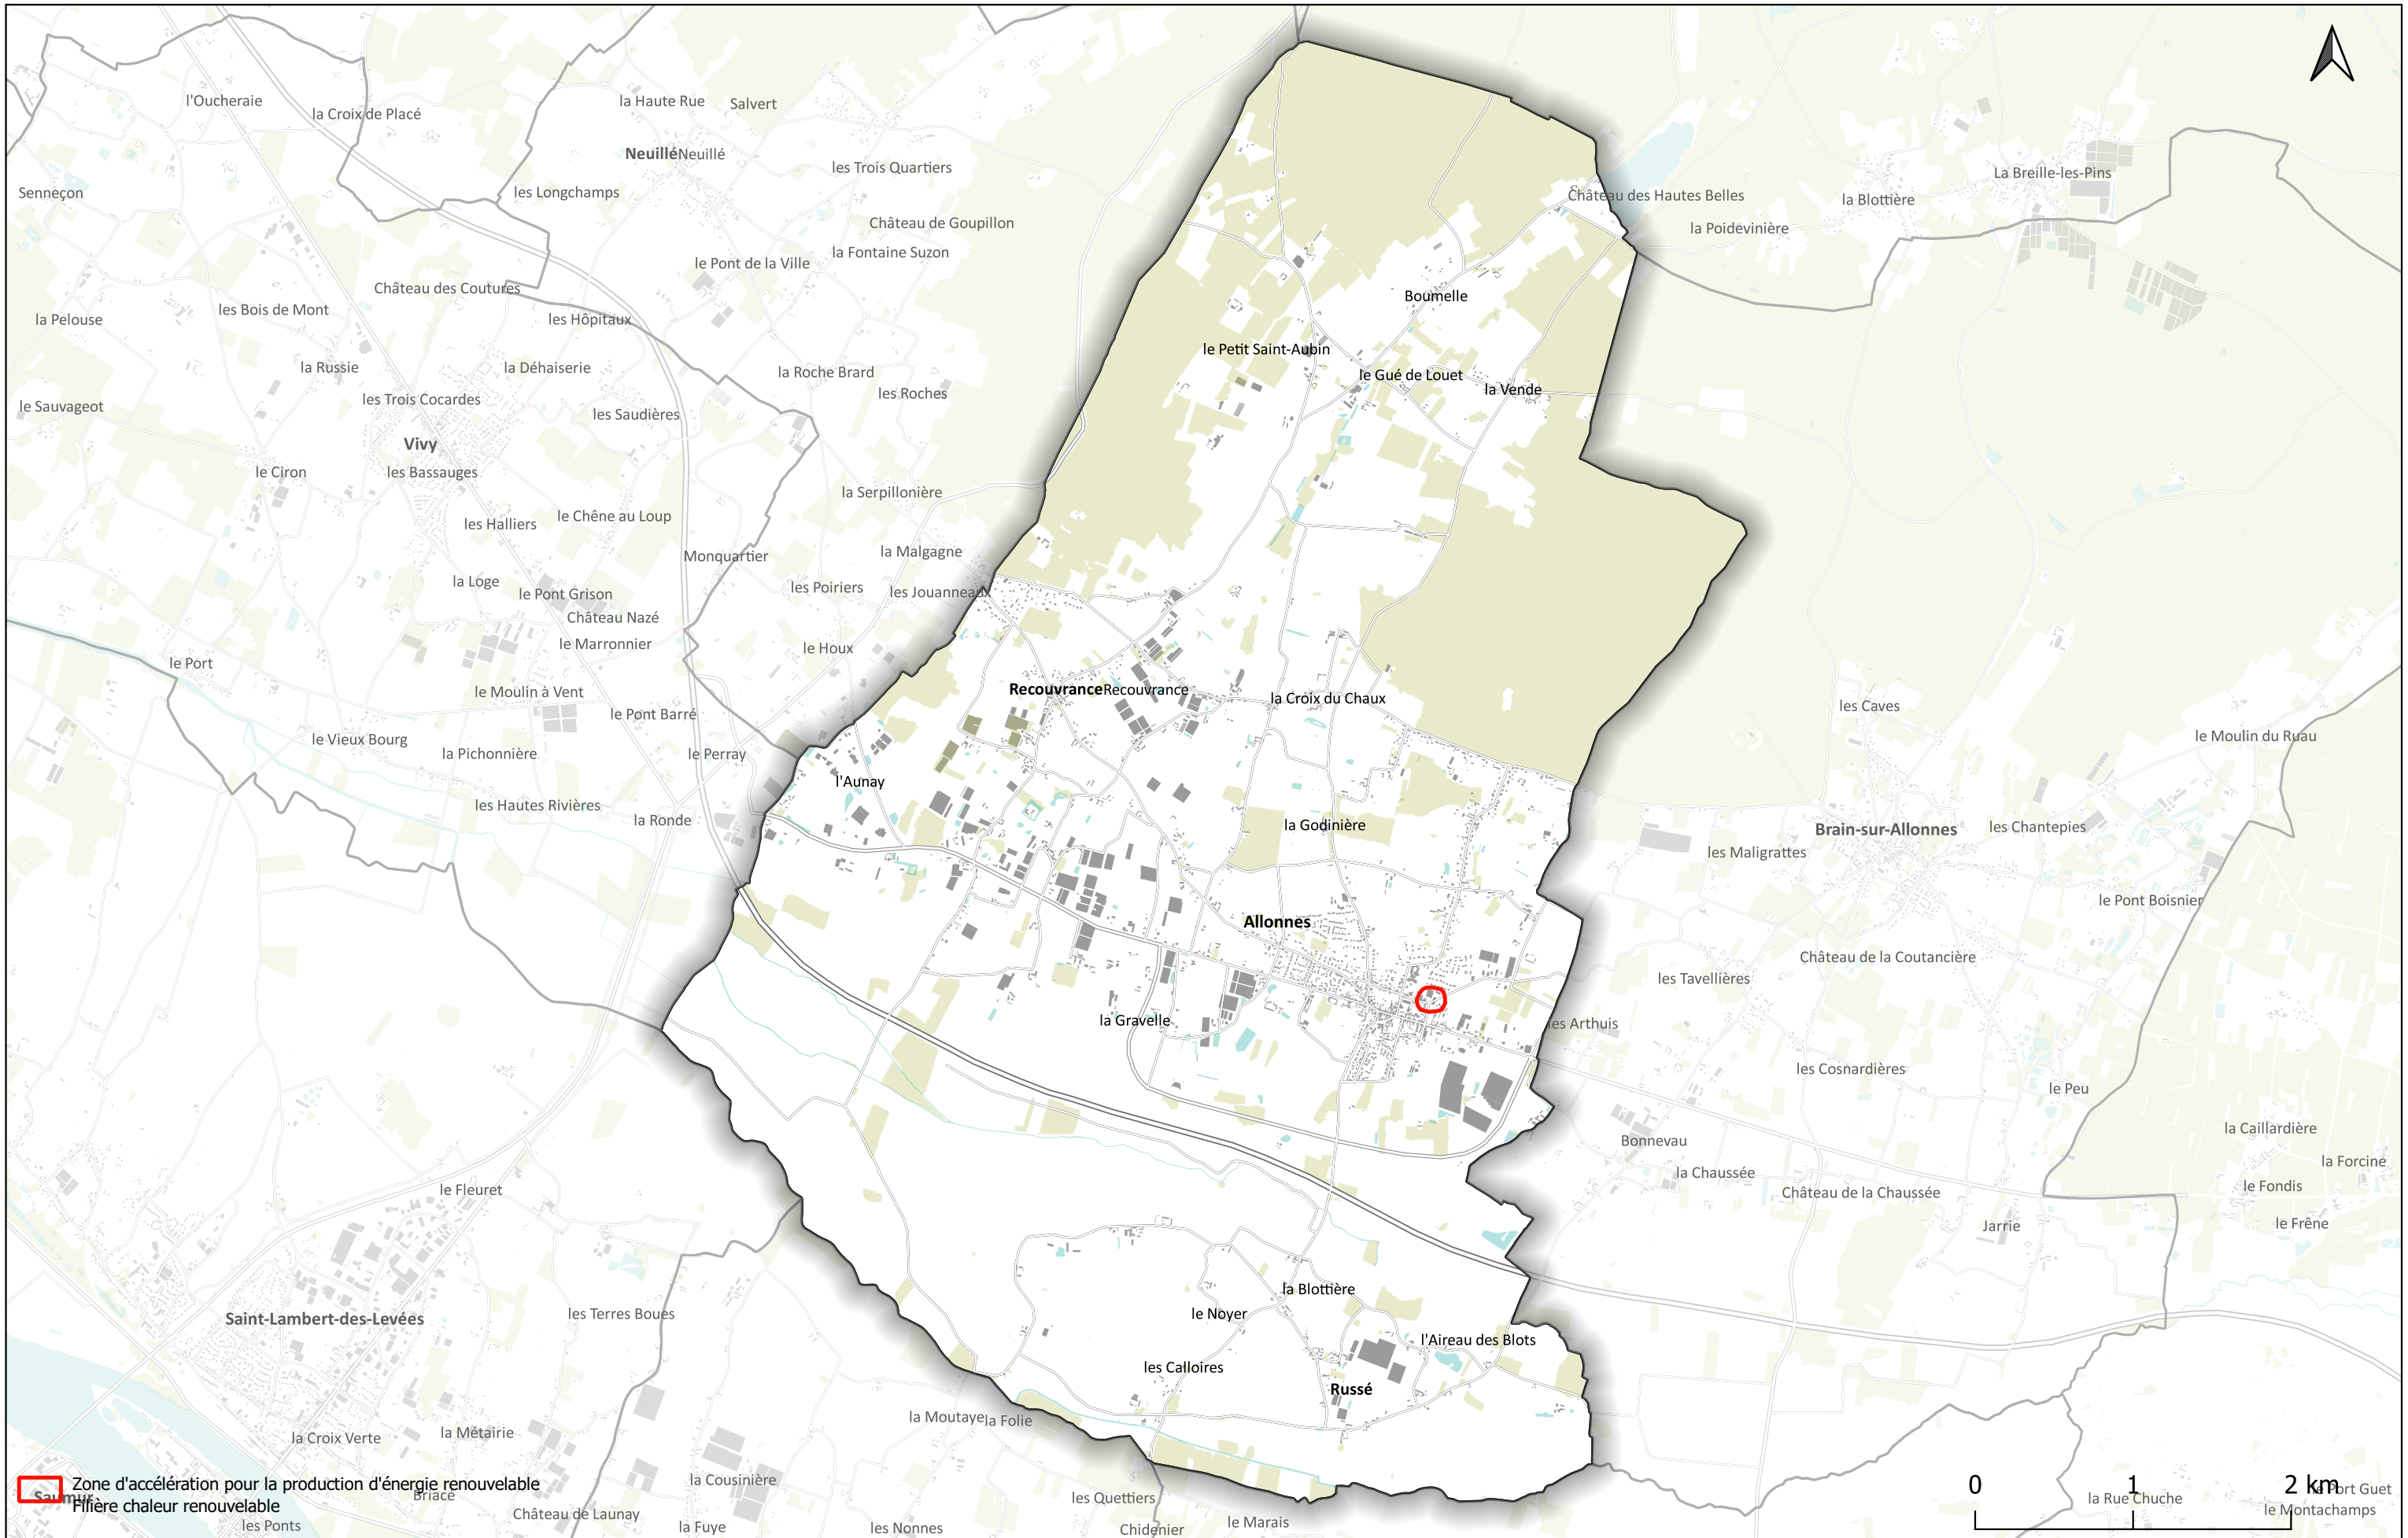 l'Oucheraie
la Croix de Placé
la Haute Rue
Salvert
NeuilléNeuillé
les Trois Quartiers
Senneçon
les Longchamps
Château de Goupillon
la Fontaine Suzon
le Pont de la Ville
Château des Coutures
les Bois de Mont
les Hôpitaux
la Pelouse
la Russie
la Déhaiserie
la Roche Brard
les Roches
les Trois Cocardes
le Sauvageot
les Saudières
Vivy
le Ciron
les Bassauges
la Serpillonière
les Halliers
le Chêne au Loup
Monquartier
la Malgagne
la Loge
le Pont Grison
les Poiriers
les Jouanneaux
Château Nazé
le Marronnier
le Houx
le Port
le Moulin à Vent
le Pont Barré
le Vieux Bourg
la Pichonnière
le Perray
les Hautes Rivières
la Ronde
Château des Hautes Belles
la Poidevinière
la Blottière
La Breille-les-Pins
Boumelle
le Petit Saint-Aubin
le Gué de Louet
la Vende
RecouvranceRecouvrance
la Croix du Chaux
l'Aunay
la Godinière
Allonnes
la Gravelle
les Caves
le Moulin du Ruau
Brain-sur-Allonnes
les Chantepies
les Maligrattes
le Pont Boisnier
Château de la Coutancière
les Tavellières
les Arthuis
les Cosnardières
le Peu
Bonnevau
la Chaussée
Château de la Chaussée
la Caillardière
la Forcine
le Fondis
le Frêne
Jarrie
le Fleuret
les Terres Boues
Saint-Lambert-des-Levées
la Blottière
le Noyer
l'Aireau des Blots
les Calloires
Russé
la Moutaye
la Folie
la Croix Verte
la Métairie
la Cousinière
les Quettiers
Château de Launay
la Fuye
les Nonnes
Chidenier
le Marais
les Ponts
Briacé
Saumur
Zone d'accélération pour la production d'énergie renouvelable
Filière chaleur renouvelable
0 1 2 km
le Port Guet
la Rue Chuche
le Montachamps